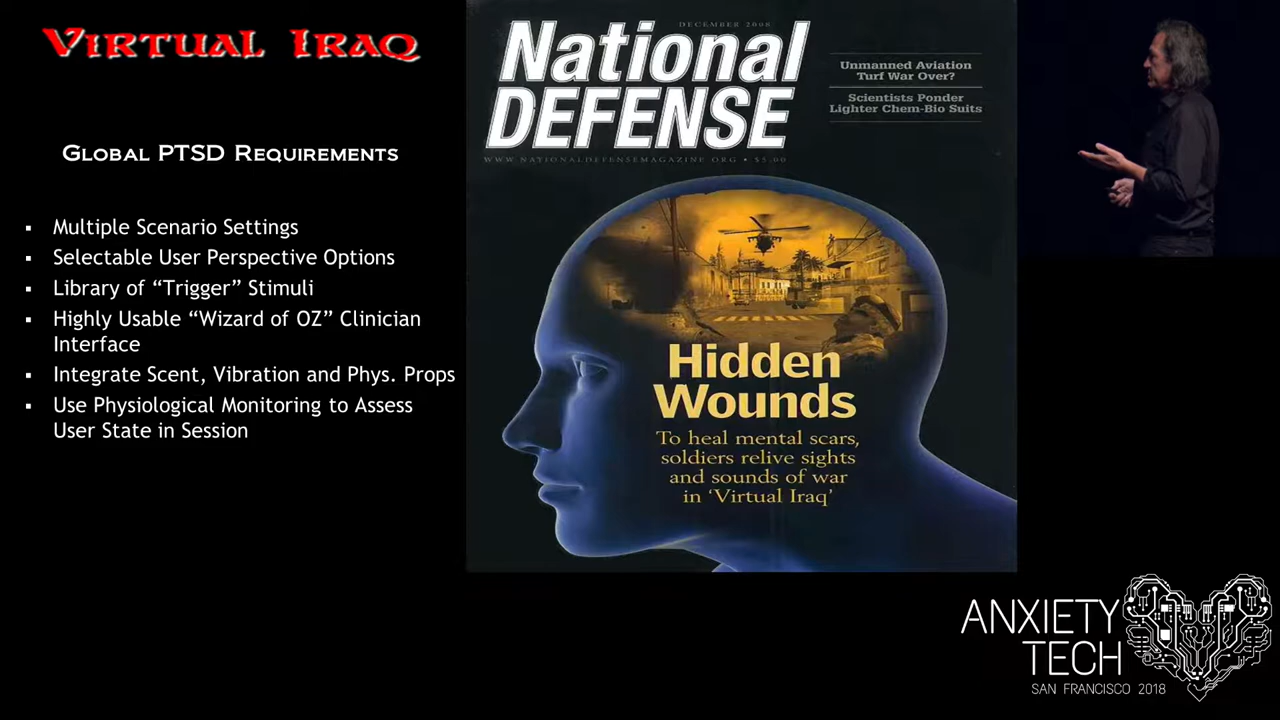 Virtual Iraq
Global PTSD Requirements
▪ Multiple Scenario Settings
▪ Selectable User Perspective Options
▪ Library of “Trigger” Stimuli
▪ Highly Usable “Wizard of OZ” Clinician
Interface
▪ Integrate Scent, Vibration and Phys. Props
▪ Use Physiological Monitoring to Assess
User State in Session
DECEMBER 2008
National
DEFENSE
WWW.NATIONALDEFENSEMAGAZINE.ORG • $5.00
Unmanned Aviation
Turf War Over?
Scientists Ponder
Lighter Chem-Bio Suits
Hidden
Wounds
To heal mental scars,
soldiers relive sights
and sounds of war
in ‘Virtual Iraq’
ANXIETY
TECH
SAN FRANCISCO 2018